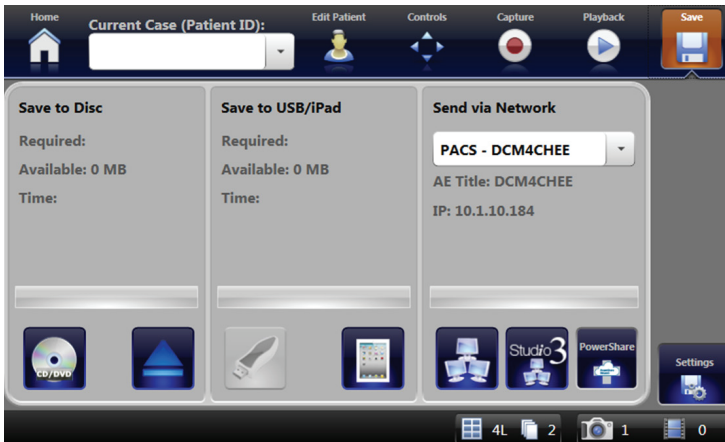 Home
Current Case (Patient ID):
Edit Patient
Controls
Capture
Playback
Save
Save to Disc
Required:
Available: 0 MB
Time:
CD/DVD
Save to USB/iPad
Required:
Available: 0 MB
Time:
Send via Network
PACS - DCM4CHEE
AE Title: DCM4CHEE
IP: 10.1.10.184
Studio3
PowerShare
Settings
4L
2
1
0